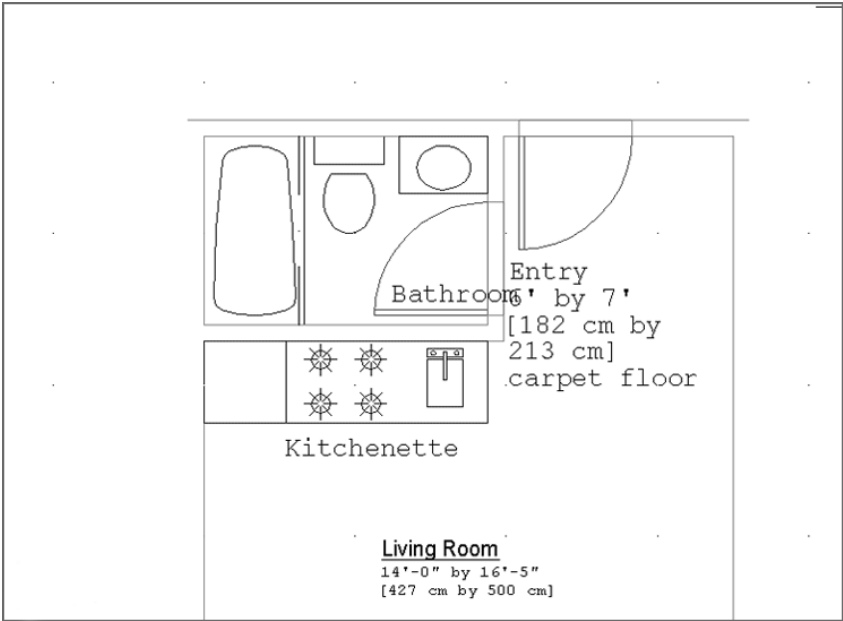 Entry
Bathroom
6' by 7'
[182 cm by
213 cm]
carpet floor
Kitchenette
Living Room
14'-0" by 16'-5"
[427 cm by 500 cm]